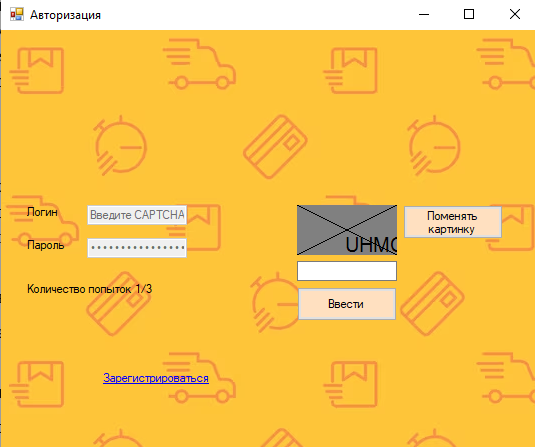 Авторизация
Логин
Введите CAPTCHA
Поменять
картинку
UHMC
Пароль
Количество попыток 1/3
Ввести
Зарегистрироваться